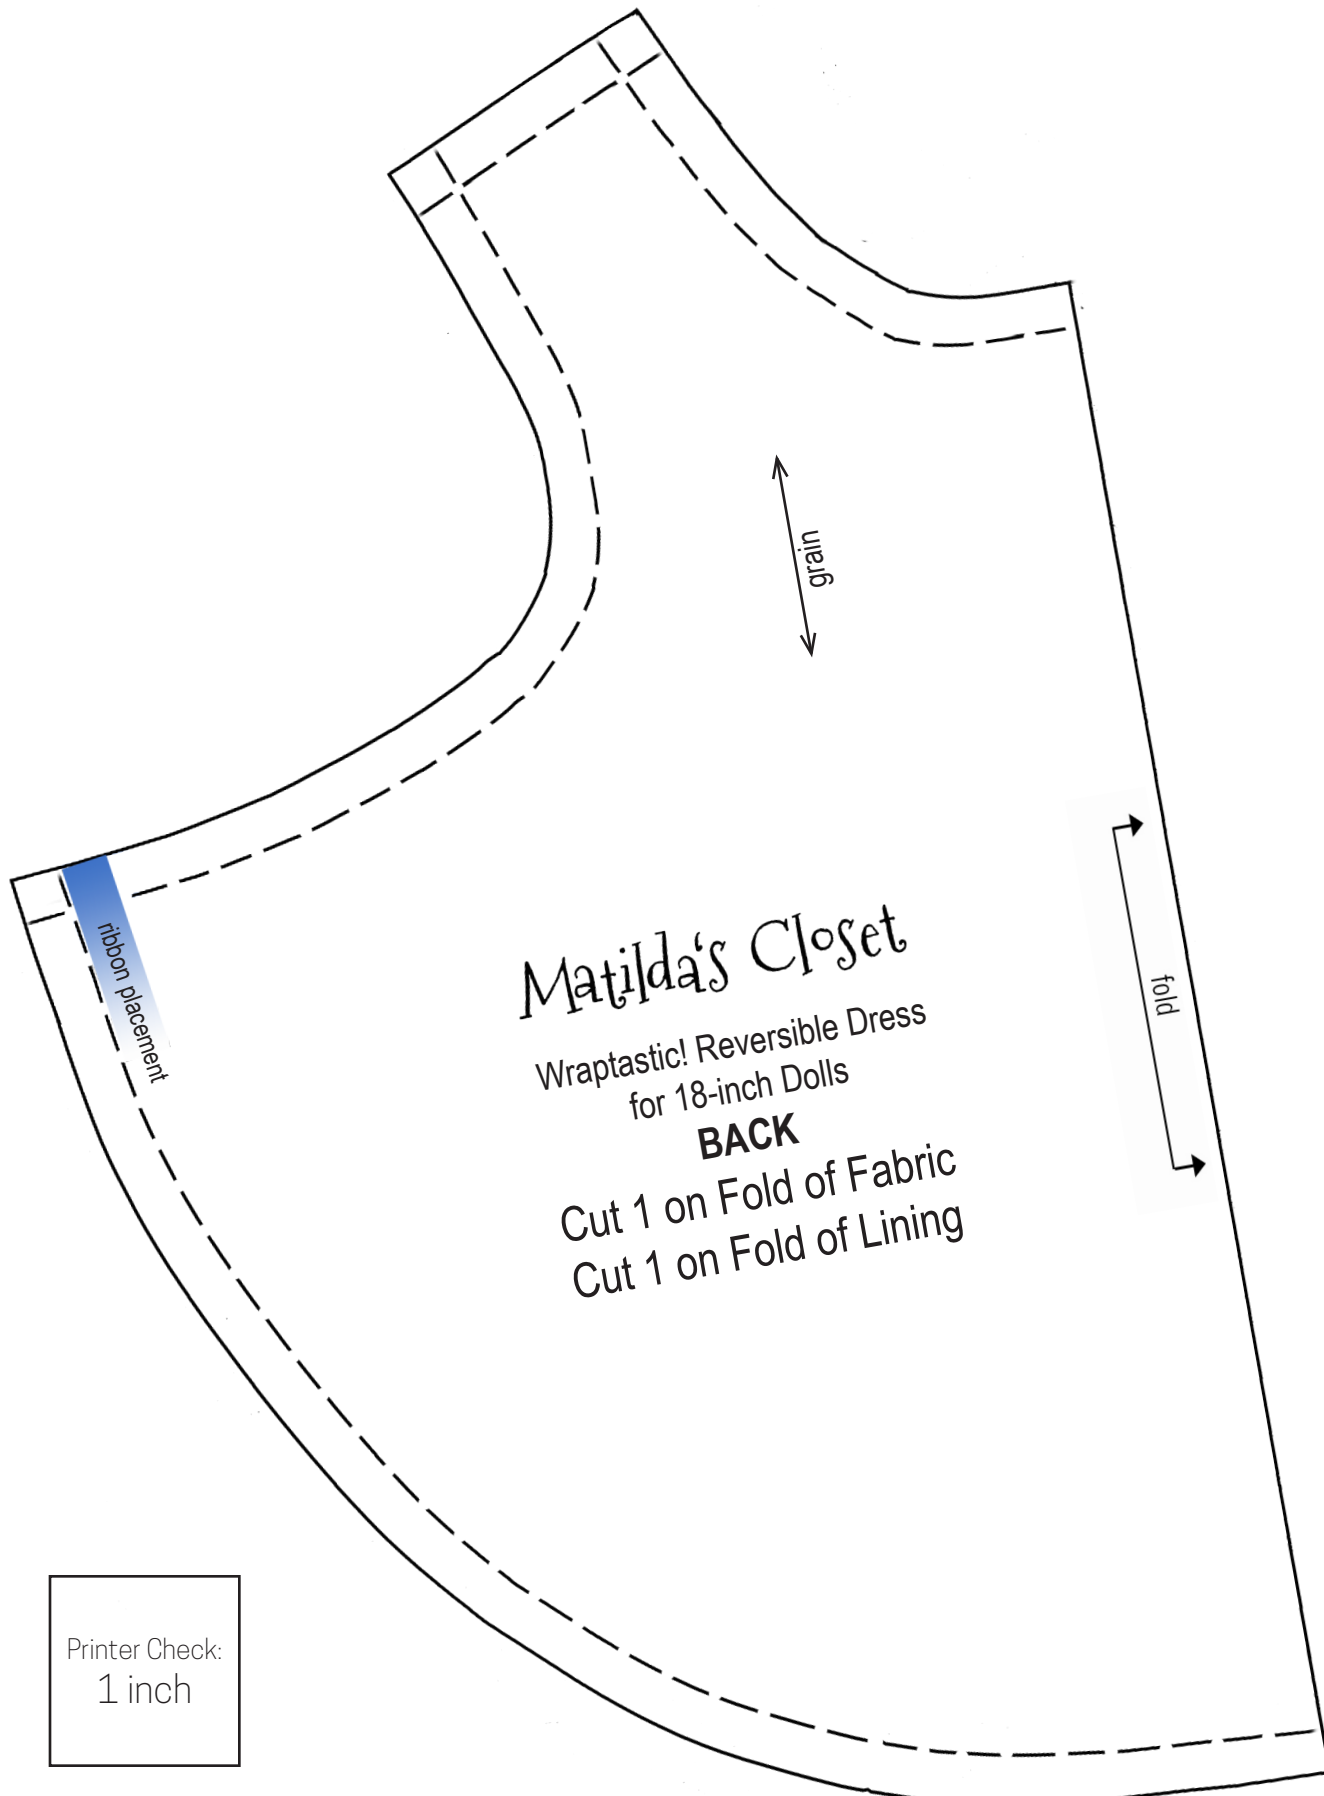 grain
ribbon placement
Matilda's Closet
Wraptastic! Reversible Dress
for 18-inch Dolls
BACK
Cut 1 on Fold of Fabric
Cut 1 on Fold of Lining
fold
Printer Check:
1 inch